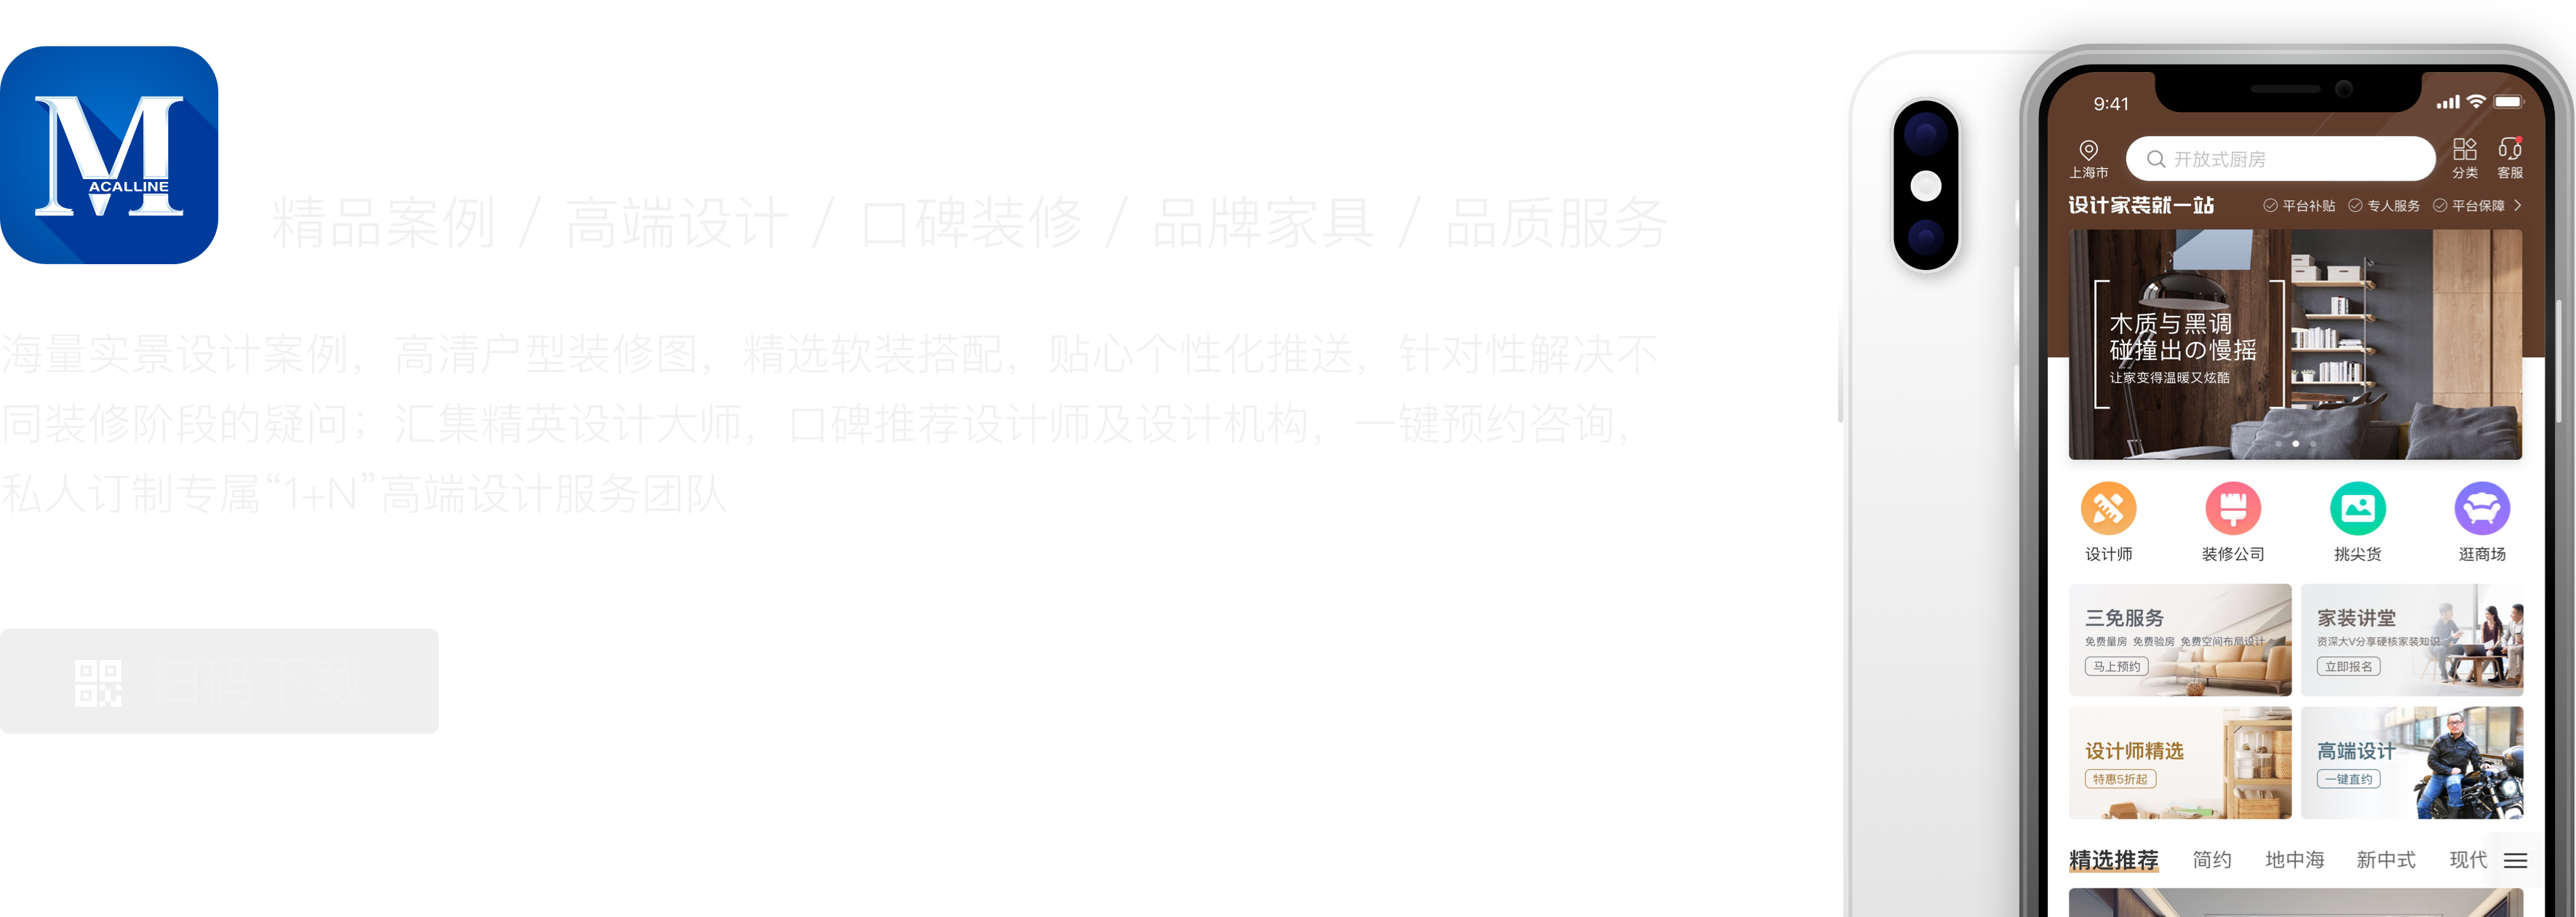 M
ACALLINE
精品案例 / 高端设计 / 口碑装修 / 品牌家具 / 品质服务
海量实景设计案例，高清户型装修图，精选软装搭配，贴心个性化推送，针对性解决不
同装修阶段的疑问；汇集精英设计大师，口碑推荐设计师及设计机构，一键预约咨询，
私人订制专属“1+N”高端设计服务团队
扫码下载
9:41
上海市
开放式厨房
分类
客服
设计家装就一站
平台补贴 专人服务 平台保障
木质与黑调
碰撞出の慢摇
让家变得温暖又炫酷
设计师 装修公司 挑尖货 逛商场
三免服务
免费量房 免费验房 免费空间布局设计
马上预约
家装讲堂
资深大V分享硬核家装知识
立即报名
设计师精选
特惠5折起
高端设计
一键直约
精选推荐 简约 地中海 新中式 现代